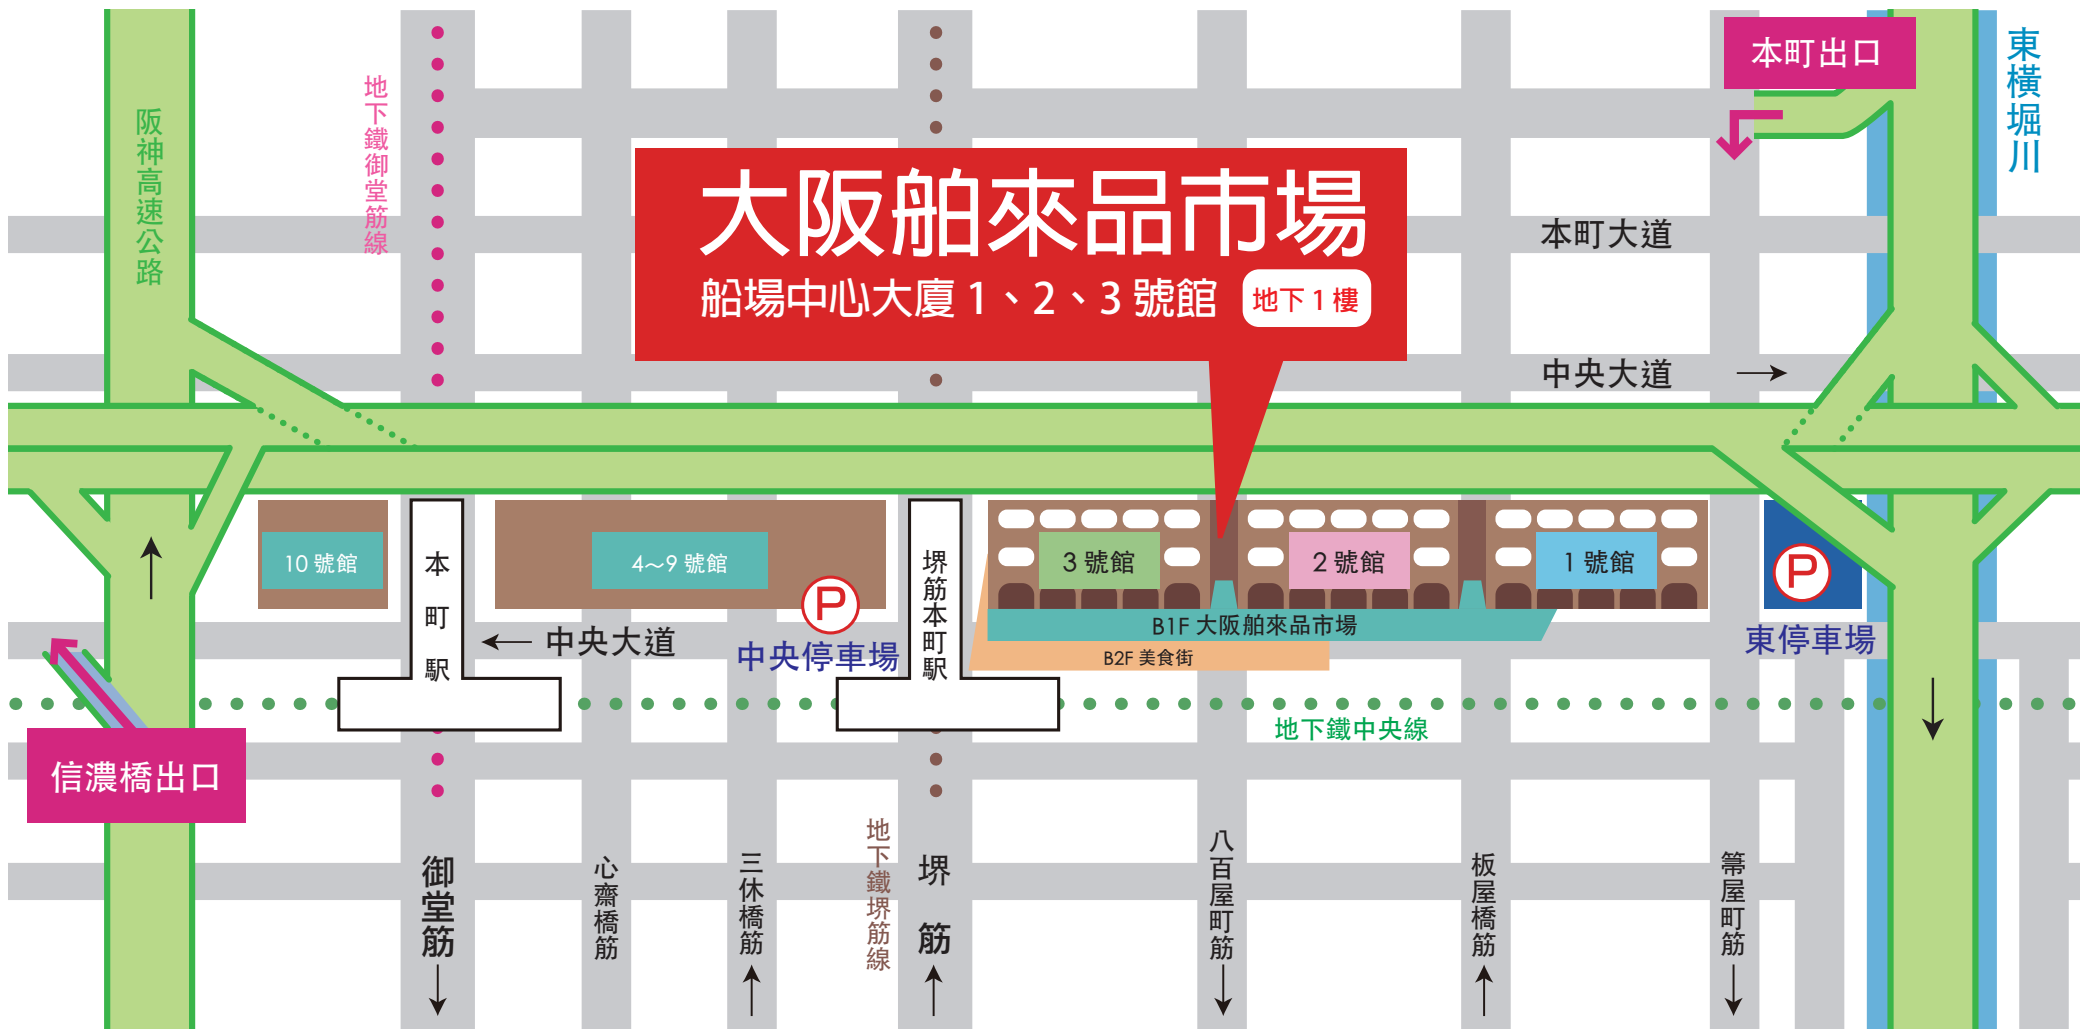 本町出口
東橫堀川
阪神高速公路
地下鐵御堂筋線
大阪舶來品市場
船場中心大廈 1、2、3 號館
地下 1 樓
本町大道
中央大道
10 號館
本町駅
4～9 號館
堺筋本町駅
3 號館
2 號館
1 號館
P
P
B1F 大阪舶來品市場
B2F 美食街
中央大道
中央停車場
東停車場
地下鐵中央線
信濃橋出口
御堂筋
心齋橋筋
三休橋筋
地下鐵堺筋線
堺筋
八百屋町筋
板屋橋筋
箒屋町筋